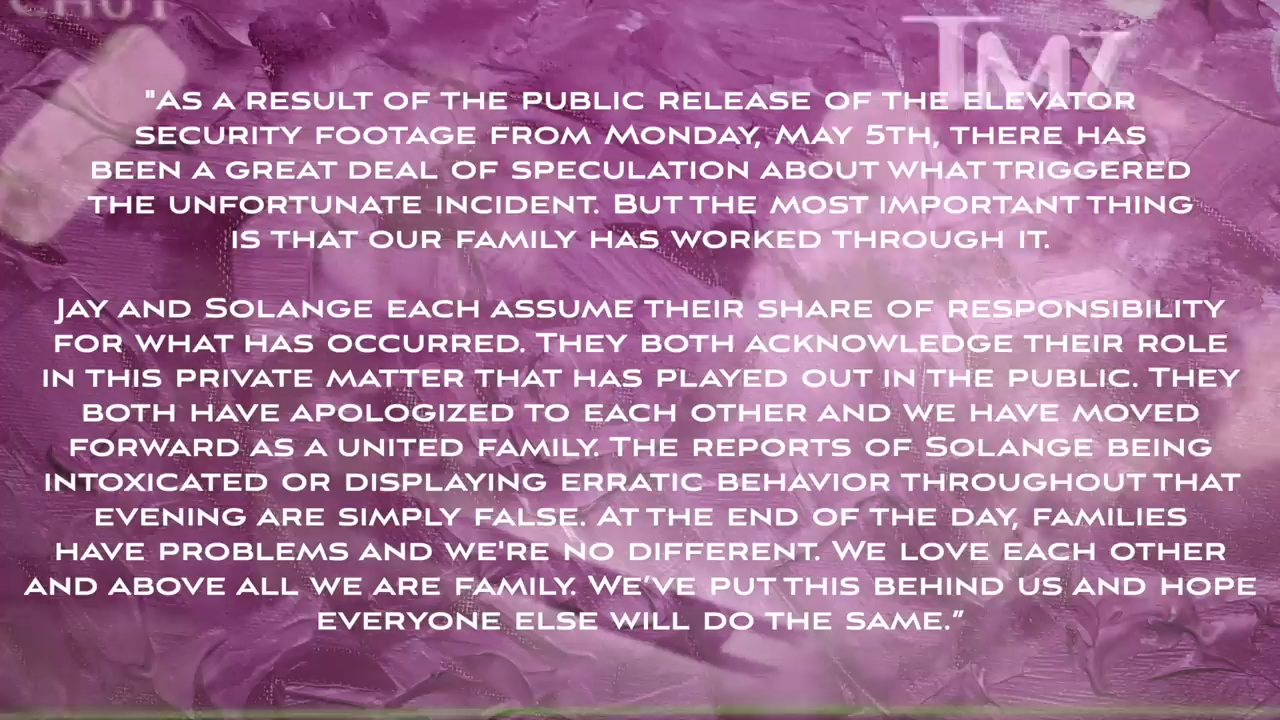 CHOT
TMZ
"As a result of the public release of the elevator
security footage from Monday, May 5th, there has
been a great deal of speculation about what triggered
the unfortunate incident. But the most important thing
is that our family has worked through it.
Jay and Solange each assume their share of responsibility
for what has occurred. They both acknowledge their role
in this private matter that has played out in the public. They
both have apologized to each other and we have moved
forward as a united family. The reports of Solange being
intoxicated or displaying erratic behavior throughout that
evening are simply false. At the end of the day, families
have problems and we're no different. We love each other
and above all we are family. We’ve put this behind us and hope
everyone else will do the same.”